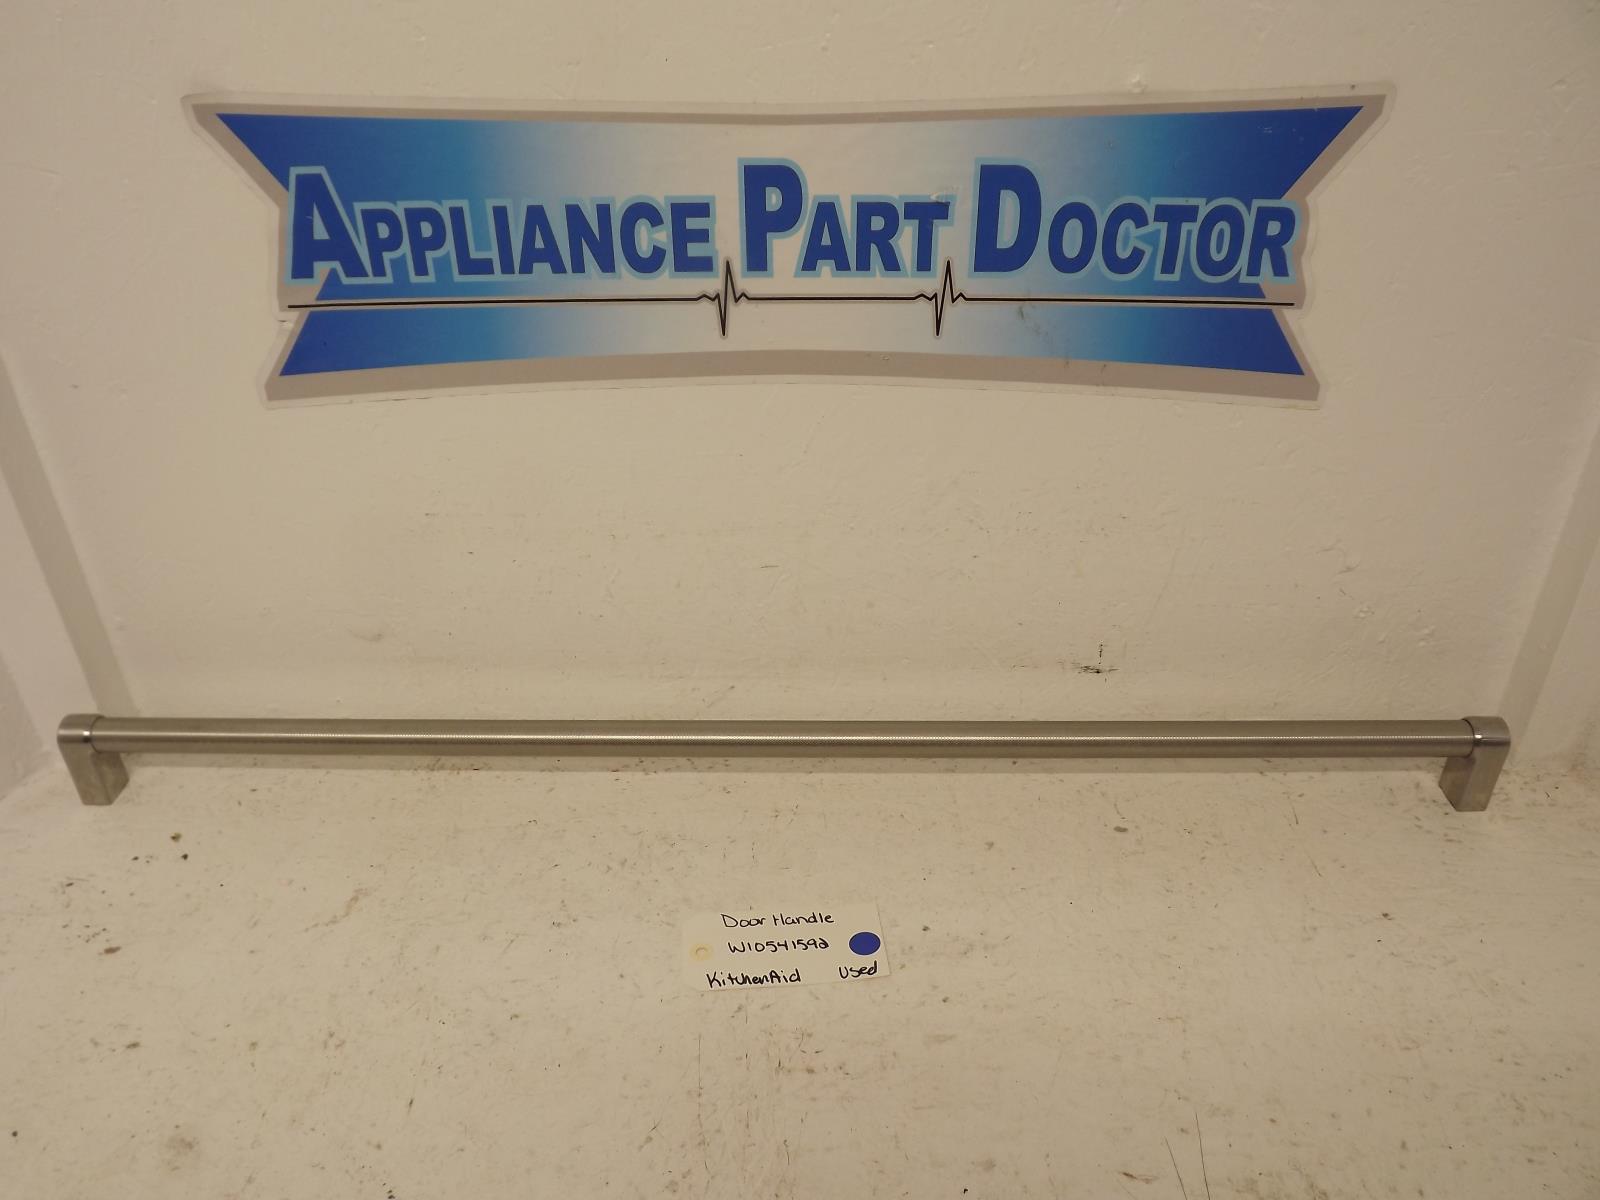 APPLIANCE PART DOCTOR
Door Handle
W10541592
KitchenAid Used